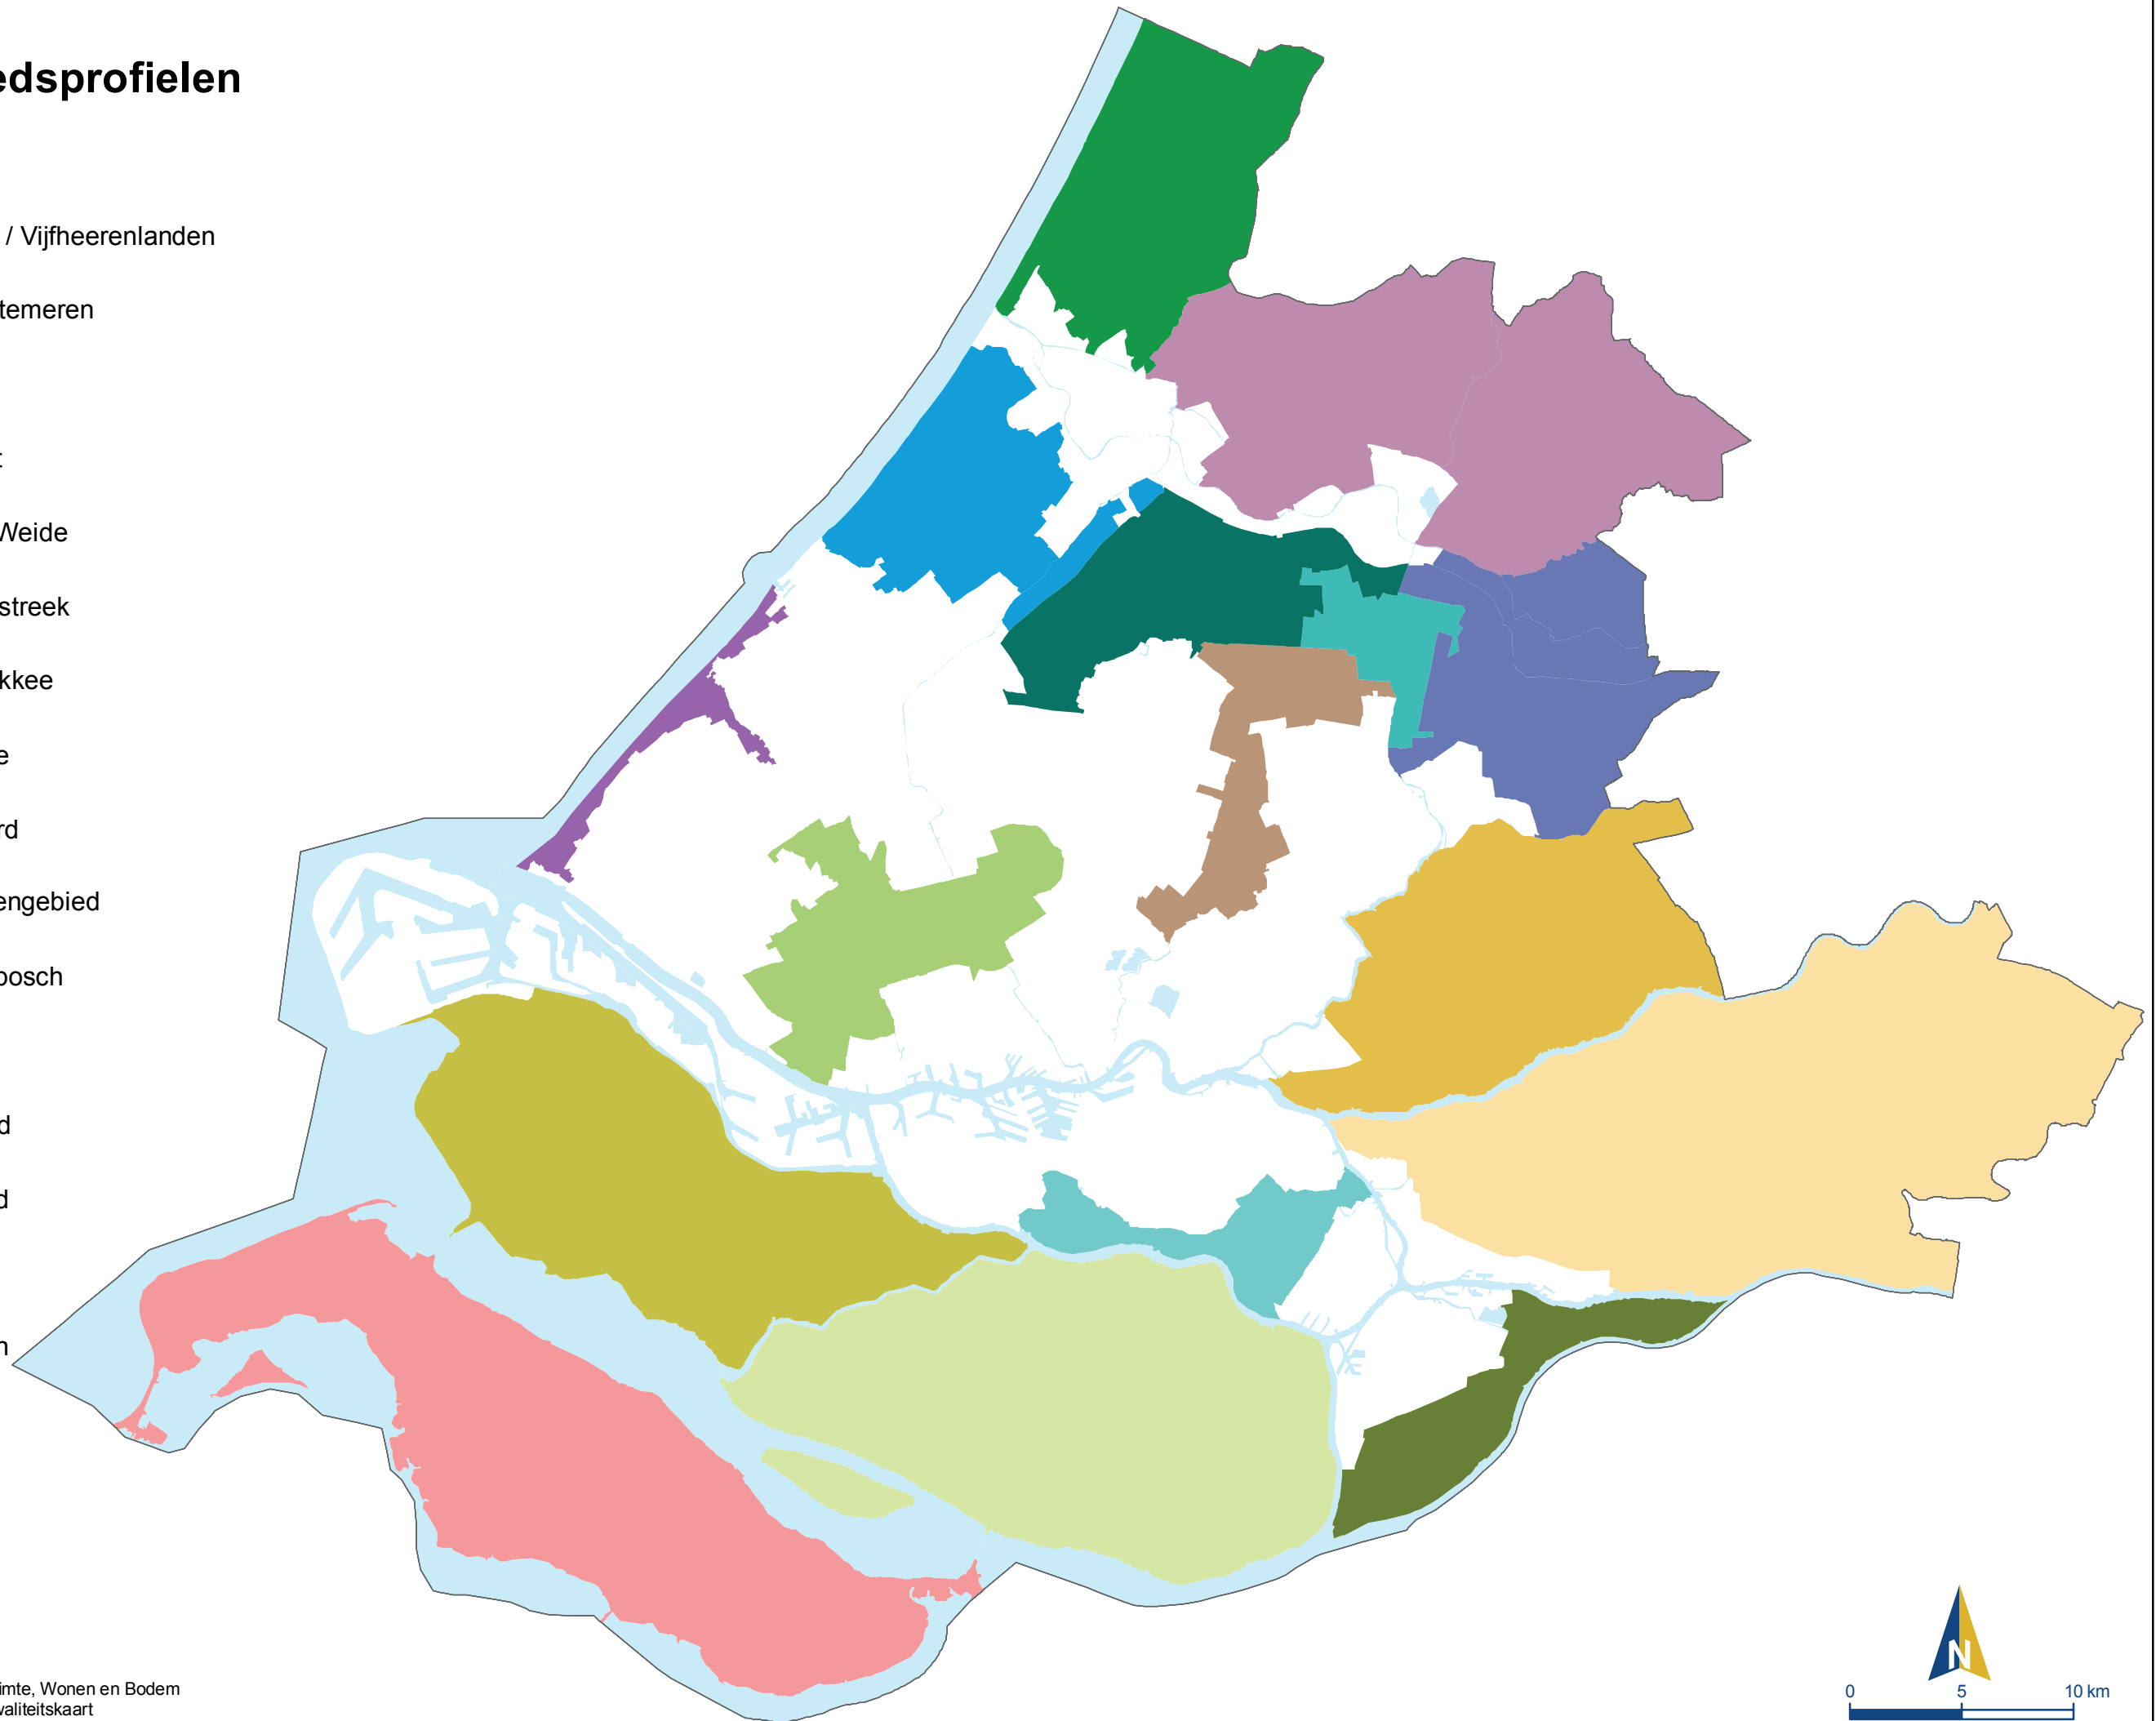 edsprofielen
/ Vijfheerenlanden
temeren
t
Weide
streek
kkee
e
rd
engebied
bosch
d
d
n
imte, Wonen en Bodem
valiteitskaart
N
0 5 10 km